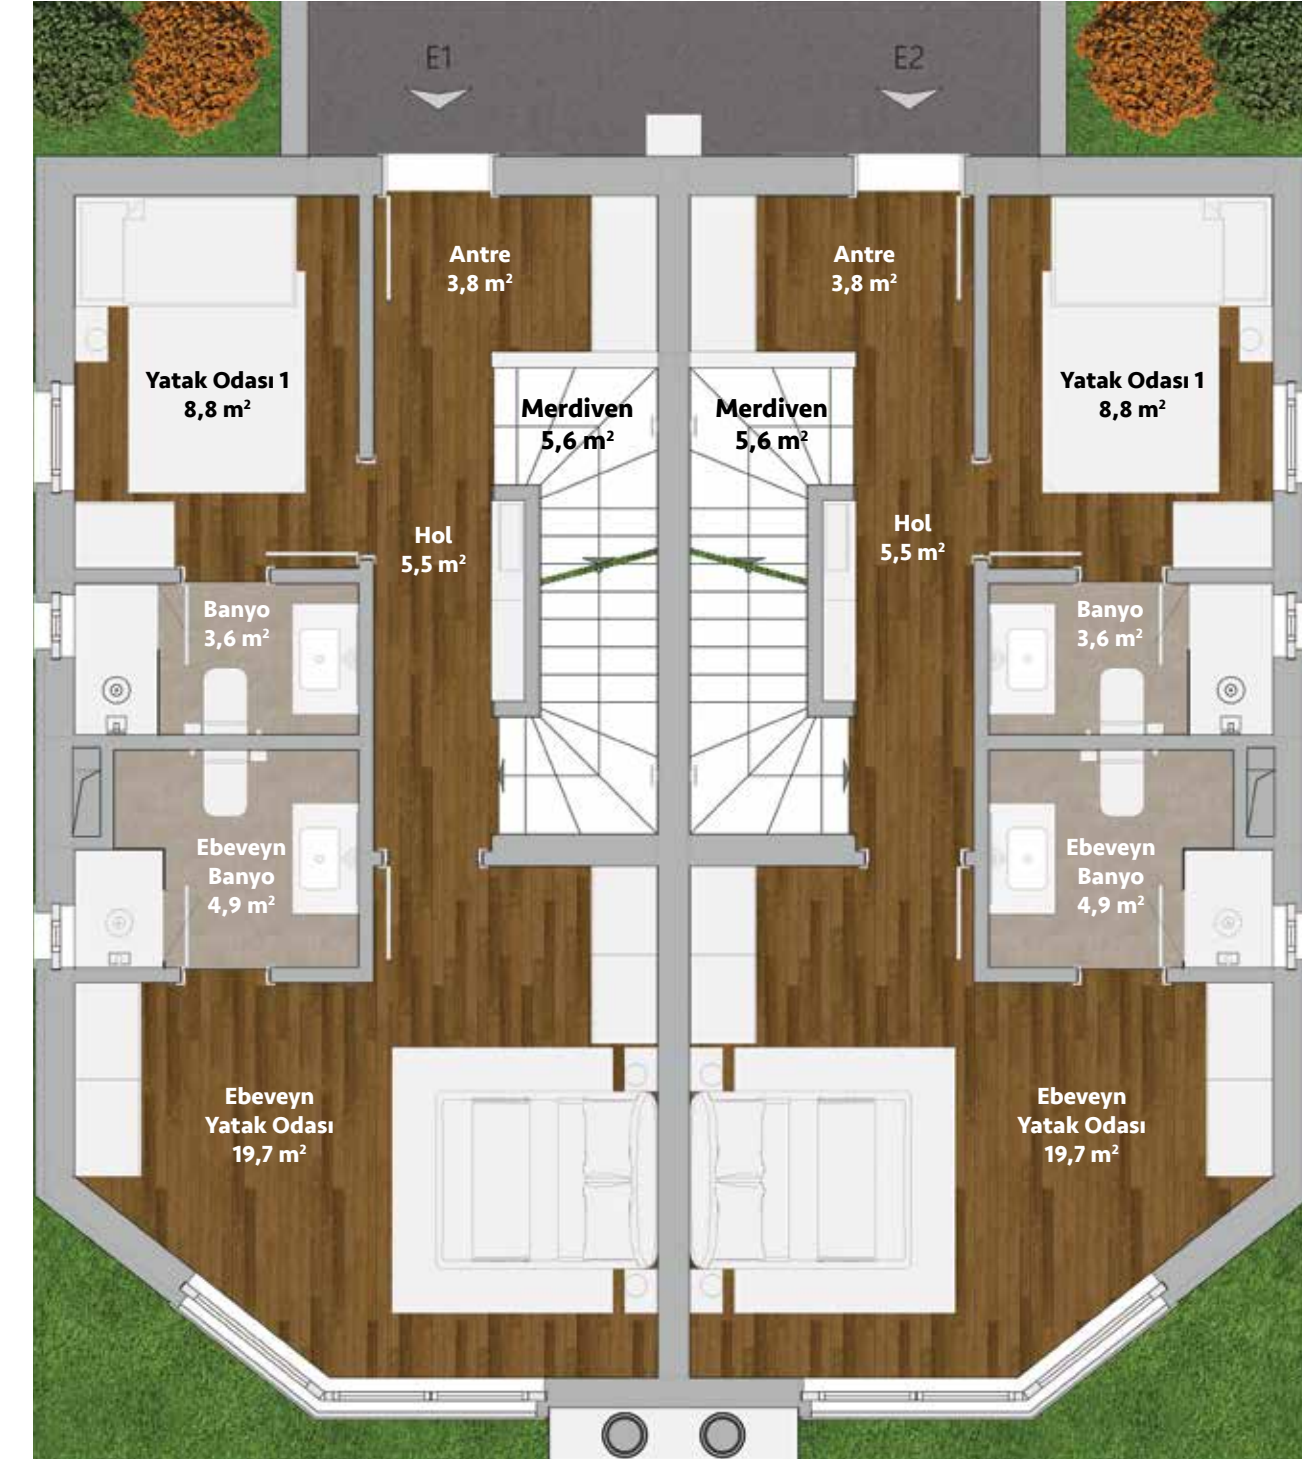 E1
E2
Antre
3,8 m²
Antre
3,8 m²
Yatak Odası 1
8,8 m²
Merdiven
5,6 m²
Merdiven
5,6 m²
Yatak Odası 1
8,8 m²
Hol
5,5 m²
Hol
5,5 m²
Banyo
3,6 m²
Banyo
3,6 m²
Ebeveyn
Banyo
4,9 m²
Ebeveyn
Banyo
4,9 m²
Ebeveyn
Yatak Odası
19,7 m²
Ebeveyn
Yatak Odası
19,7 m²